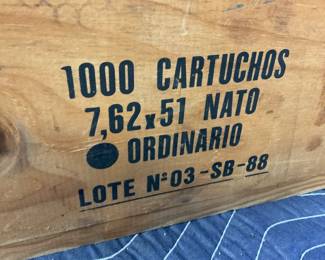 1000 CARTUCHOS
7,62x51 NATO
ORDINARIO
LOTE Nº03-SB-88